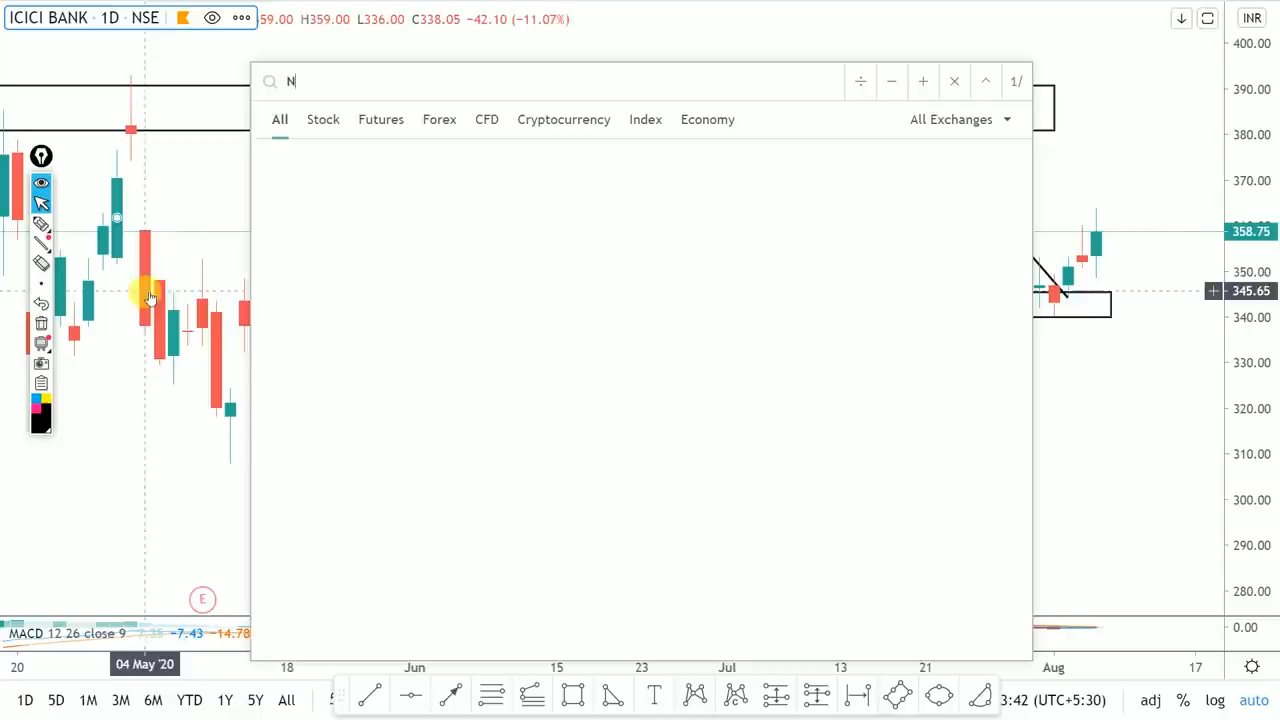 ICICI BANK · 1D · NSE
59.00 H359.00 L336.00 C338.05 −42.10 (−11.07%)
INR
N
1/
All Stock Futures Forex CFD Cryptocurrency Index Economy All Exchanges
400.00
390.00
380.00
370.00
358.75
350.00
345.65
340.00
330.00
320.00
310.00
300.00
290.00
280.00
E
MACD 12 26 close 9 7.35 −7.43 −14.78
0.00
20 04 May '20 18 Jun 15 23 Jul 13 21 Aug 17
1D 5D 1M 3M 6M YTD 1Y 5Y All T 3:42 (UTC+5:30) adj % log auto